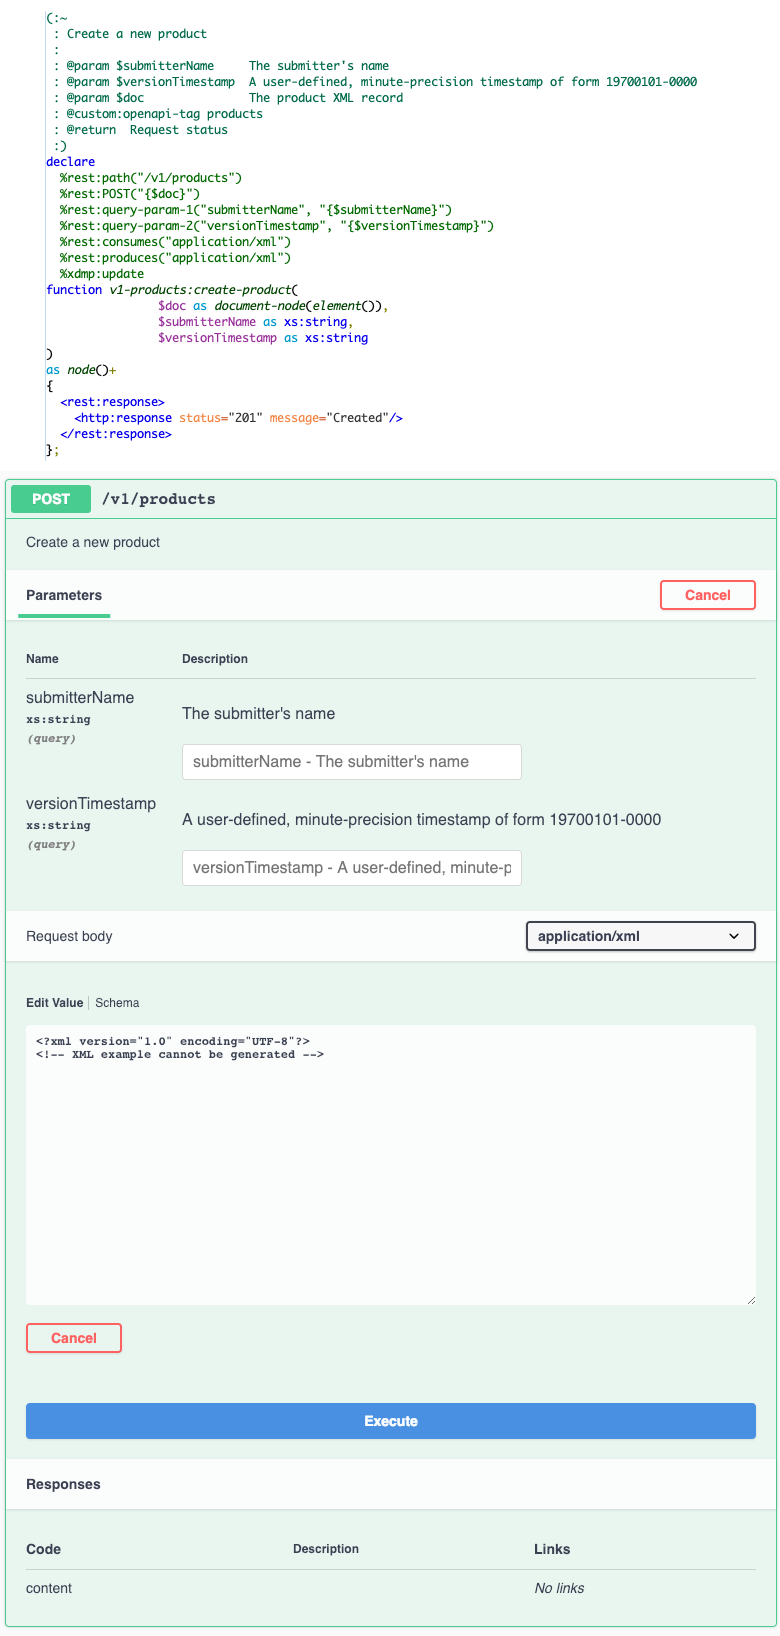 (:~
 : Create a new product
 :
 : @param $submitterName     The submitter's name
 : @param $versionTimestamp  A user-defined, minute-precision timestamp of form 19700101-0000
 : @param $doc               The product XML record
 : @custom:openapi-tag products
 : @return  Request status
 :)
declare
  %rest:path("/v1/products")
  %rest:POST("{$doc}")
  %rest:query-param-1("submitterName", "{$submitterName}")
  %rest:query-param-2("versionTimestamp", "{$versionTimestamp}")
  %rest:consumes("application/xml")
  %rest:produces("application/xml")
  %xdmp:update
function v1-products:create-product(
                $doc as document-node(element()),
                $submitterName as xs:string,
                $versionTimestamp as xs:string
)
as node()+
{
  <rest:response>
    <http:response status="201" message="Created"/>
  </rest:response>
};
POST /v1/products
Create a new product
Parameters Cancel
Name Description
submitterName
xs:string
(query)
The submitter's name
submitterName - The submitter's name
versionTimestamp
xs:string
(query)
A user-defined, minute-precision timestamp of form 19700101-0000
versionTimestamp - A user-defined, minute-p
Request body application/xml
Edit Value Schema
<?xml version="1.0" encoding="UTF-8"?>
<!-- XML example cannot be generated -->
Cancel
Execute
Responses
Code Description Links
content No links